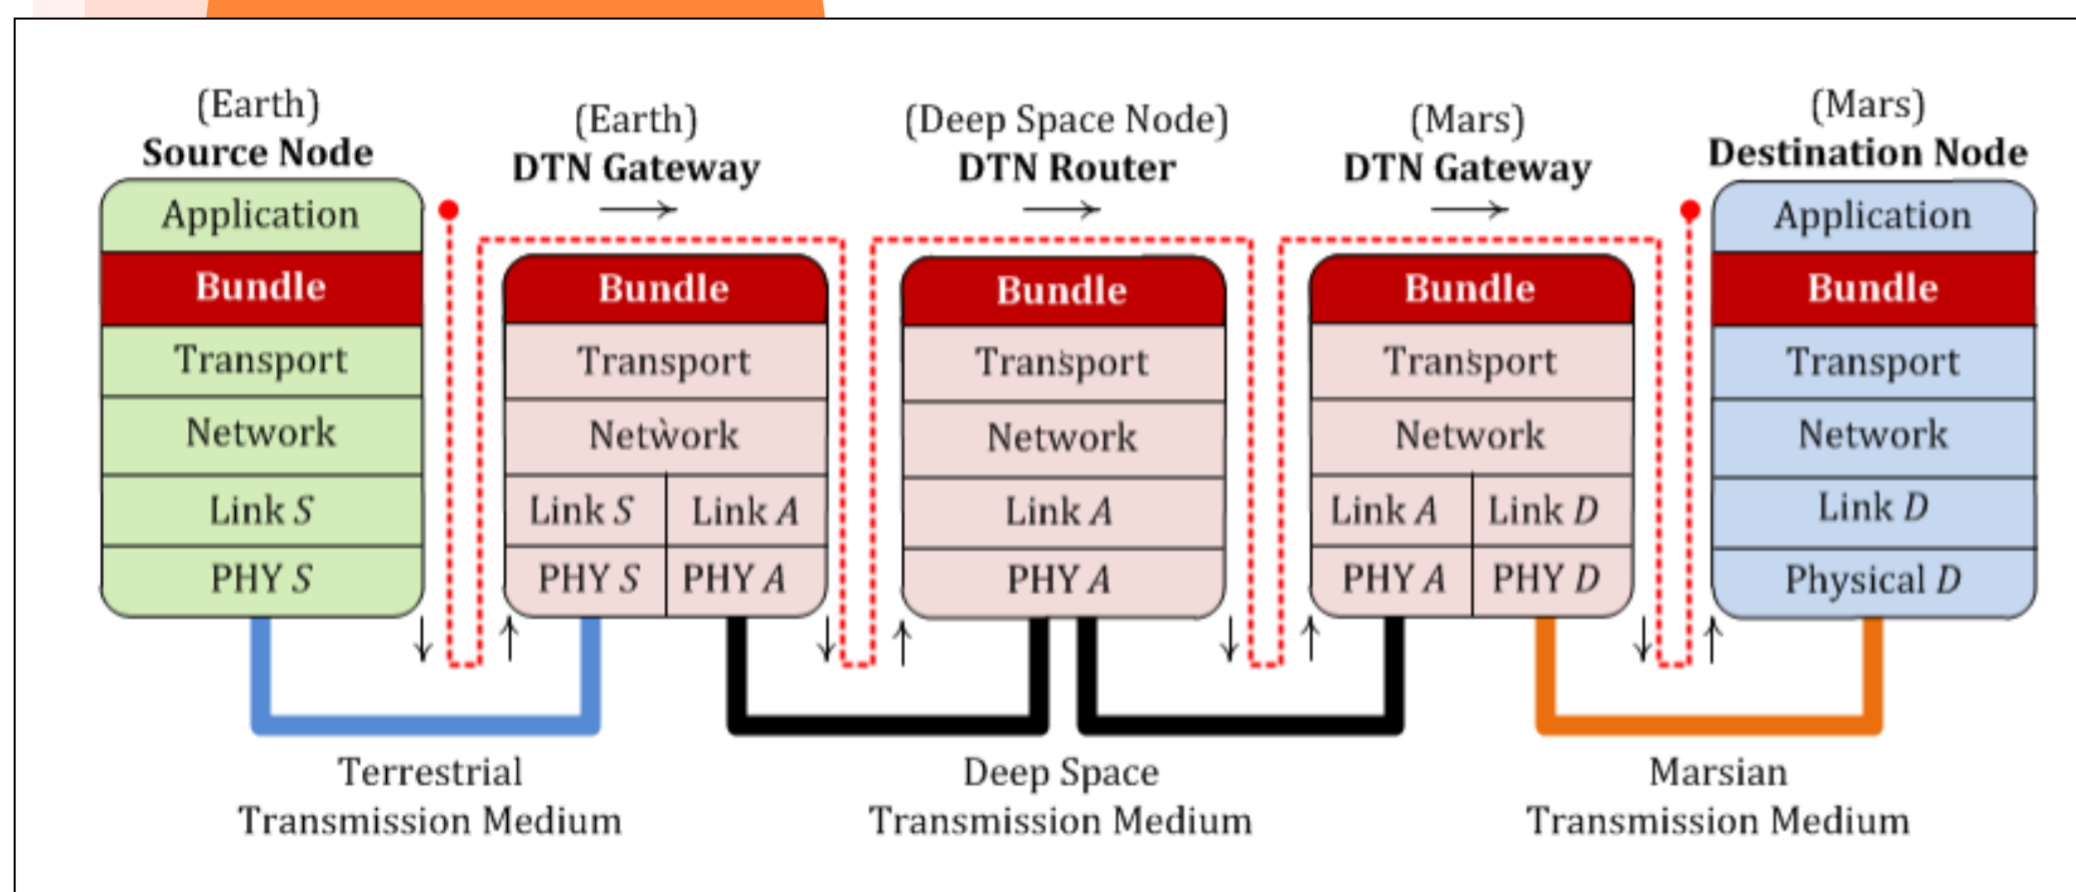 (Earth)
Source Node
Application
Bundle
Transport
Network
Link S
PHY S
(Earth)
DTN Gateway
Bundle
Transport
Network
Link S
Link A
PHY S
PHY A
(Deep Space Node)
DTN Router
Bundle
Transport
Network
Link A
PHY A
(Mars)
DTN Gateway
Bundle
Transport
Network
Link A
Link D
PHY A
PHY D
(Mars)
Destination Node
Application
Bundle
Transport
Network
Link D
Physical D
Terrestrial
Transmission Medium
Deep Space
Transmission Medium
Marsian
Transmission Medium